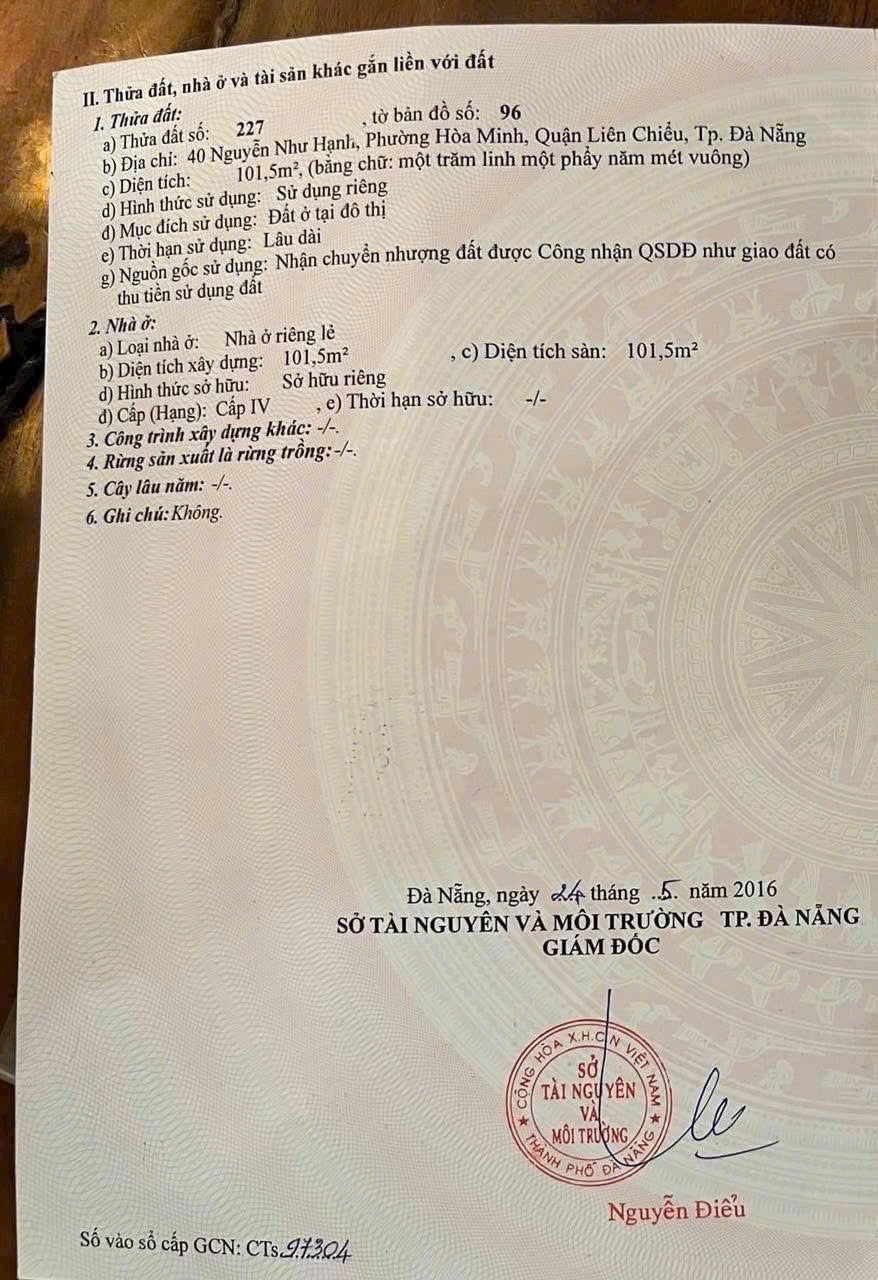 II. Thửa đất, nhà ở và tài sản khác gắn liền với đất
1. Thửa đất:
a) Thửa đất số: 227 , tờ bản đồ số: 96
b) Địa chỉ: 40 Nguyễn Như Hạnh, Phường Hòa Minh, Quận Liên Chiểu, Tp. Đà Nẵng
c) Diện tích: 101,5m², (bằng chữ: một trăm linh một phẩy năm mét vuông)
d) Hình thức sử dụng: Sử dụng riêng
đ) Mục đích sử dụng: Đất ở tại đô thị
e) Thời hạn sử dụng: Lâu dài
g) Nguồn gốc sử dụng: Nhận chuyển nhượng đất được Công nhận QSDĐ như giao đất có
thu tiền sử dụng đất
2. Nhà ở:
a) Loại nhà ở: Nhà ở riêng lẻ
b) Diện tích xây dựng: 101,5m² , c) Diện tích sàn: 101,5m²
d) Hình thức sở hữu: Sở hữu riêng
đ) Cấp (Hạng): Cấp IV , e) Thời hạn sở hữu: -/-
3. Công trình xây dựng khác: -/-.
4. Rừng sản xuất là rừng trồng: -/-.
5. Cây lâu năm: -/-.
6. Ghi chú: Không.
Đà Nẵng, ngày 24 tháng .5. năm 2016
SỞ TÀI NGUYÊN VÀ MÔI TRƯỜNG TP. ĐÀ NẴNG
GIÁM ĐỐC
CỘNG HÒA X.H.C.N VIỆT NAM
SỞ
TÀI NGUYÊN
VÀ
MÔI TRƯỜNG
THÀNH PHỐ ĐÀ NẴNG
Nguyễn Điểu
Số vào sổ cấp GCN: CTs 97304